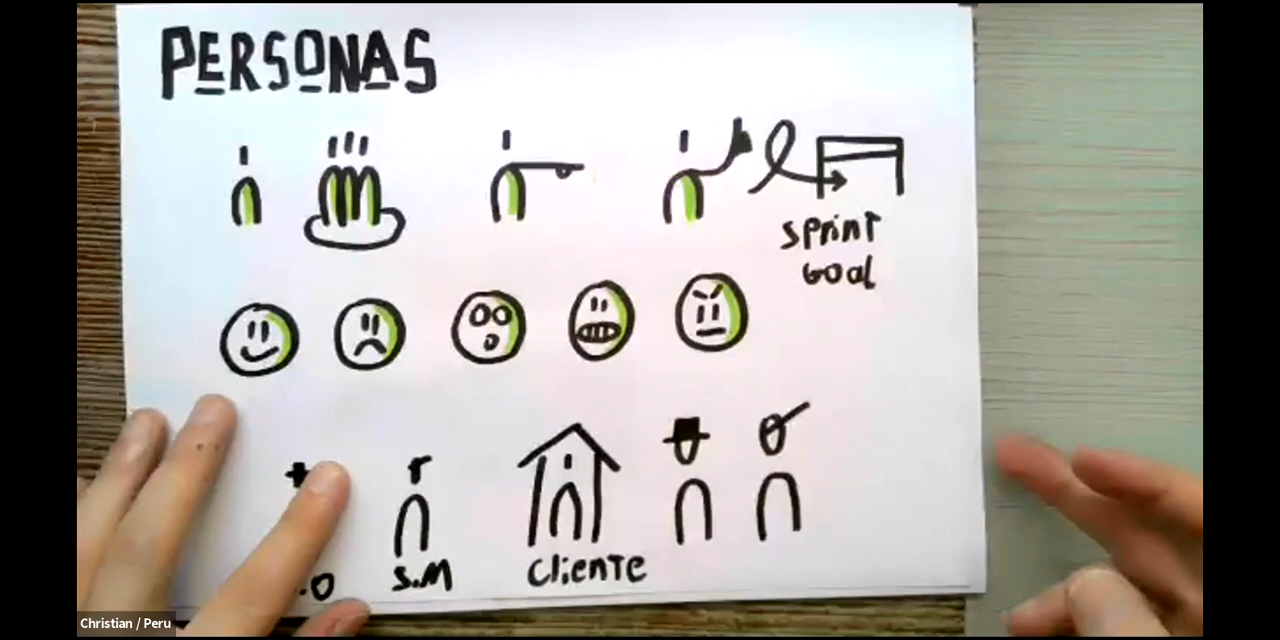 PERSONAS
SPrinT
GOAL
.O
S.M
ClienTE
Christian / Peru